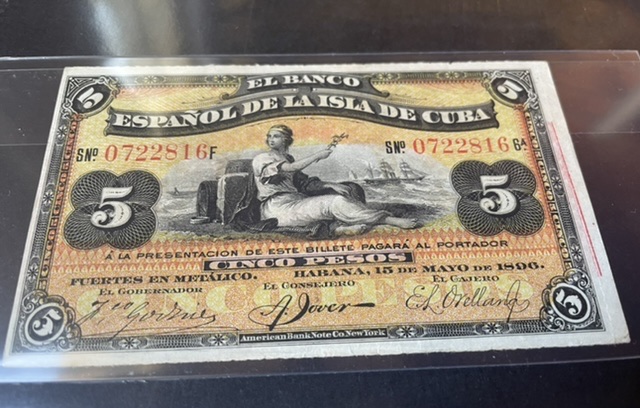 5 EL BANCO 5
ESPAÑOL DE LA ISLA DE CUBA
SNº 0722816F SNº 0722816 6ª
5 5
Á LA PRESENTACION DE ESTE BILLETE PAGARÁ AL PORTADOR
CINCO PESOS
FUERTES EN METÁLICO. HABANA, 15 DE MAYO DE 1896.
EL GOBERNADOR EL CONSEJERO EL CAJERO
5 5
American Bank Note Co. New York